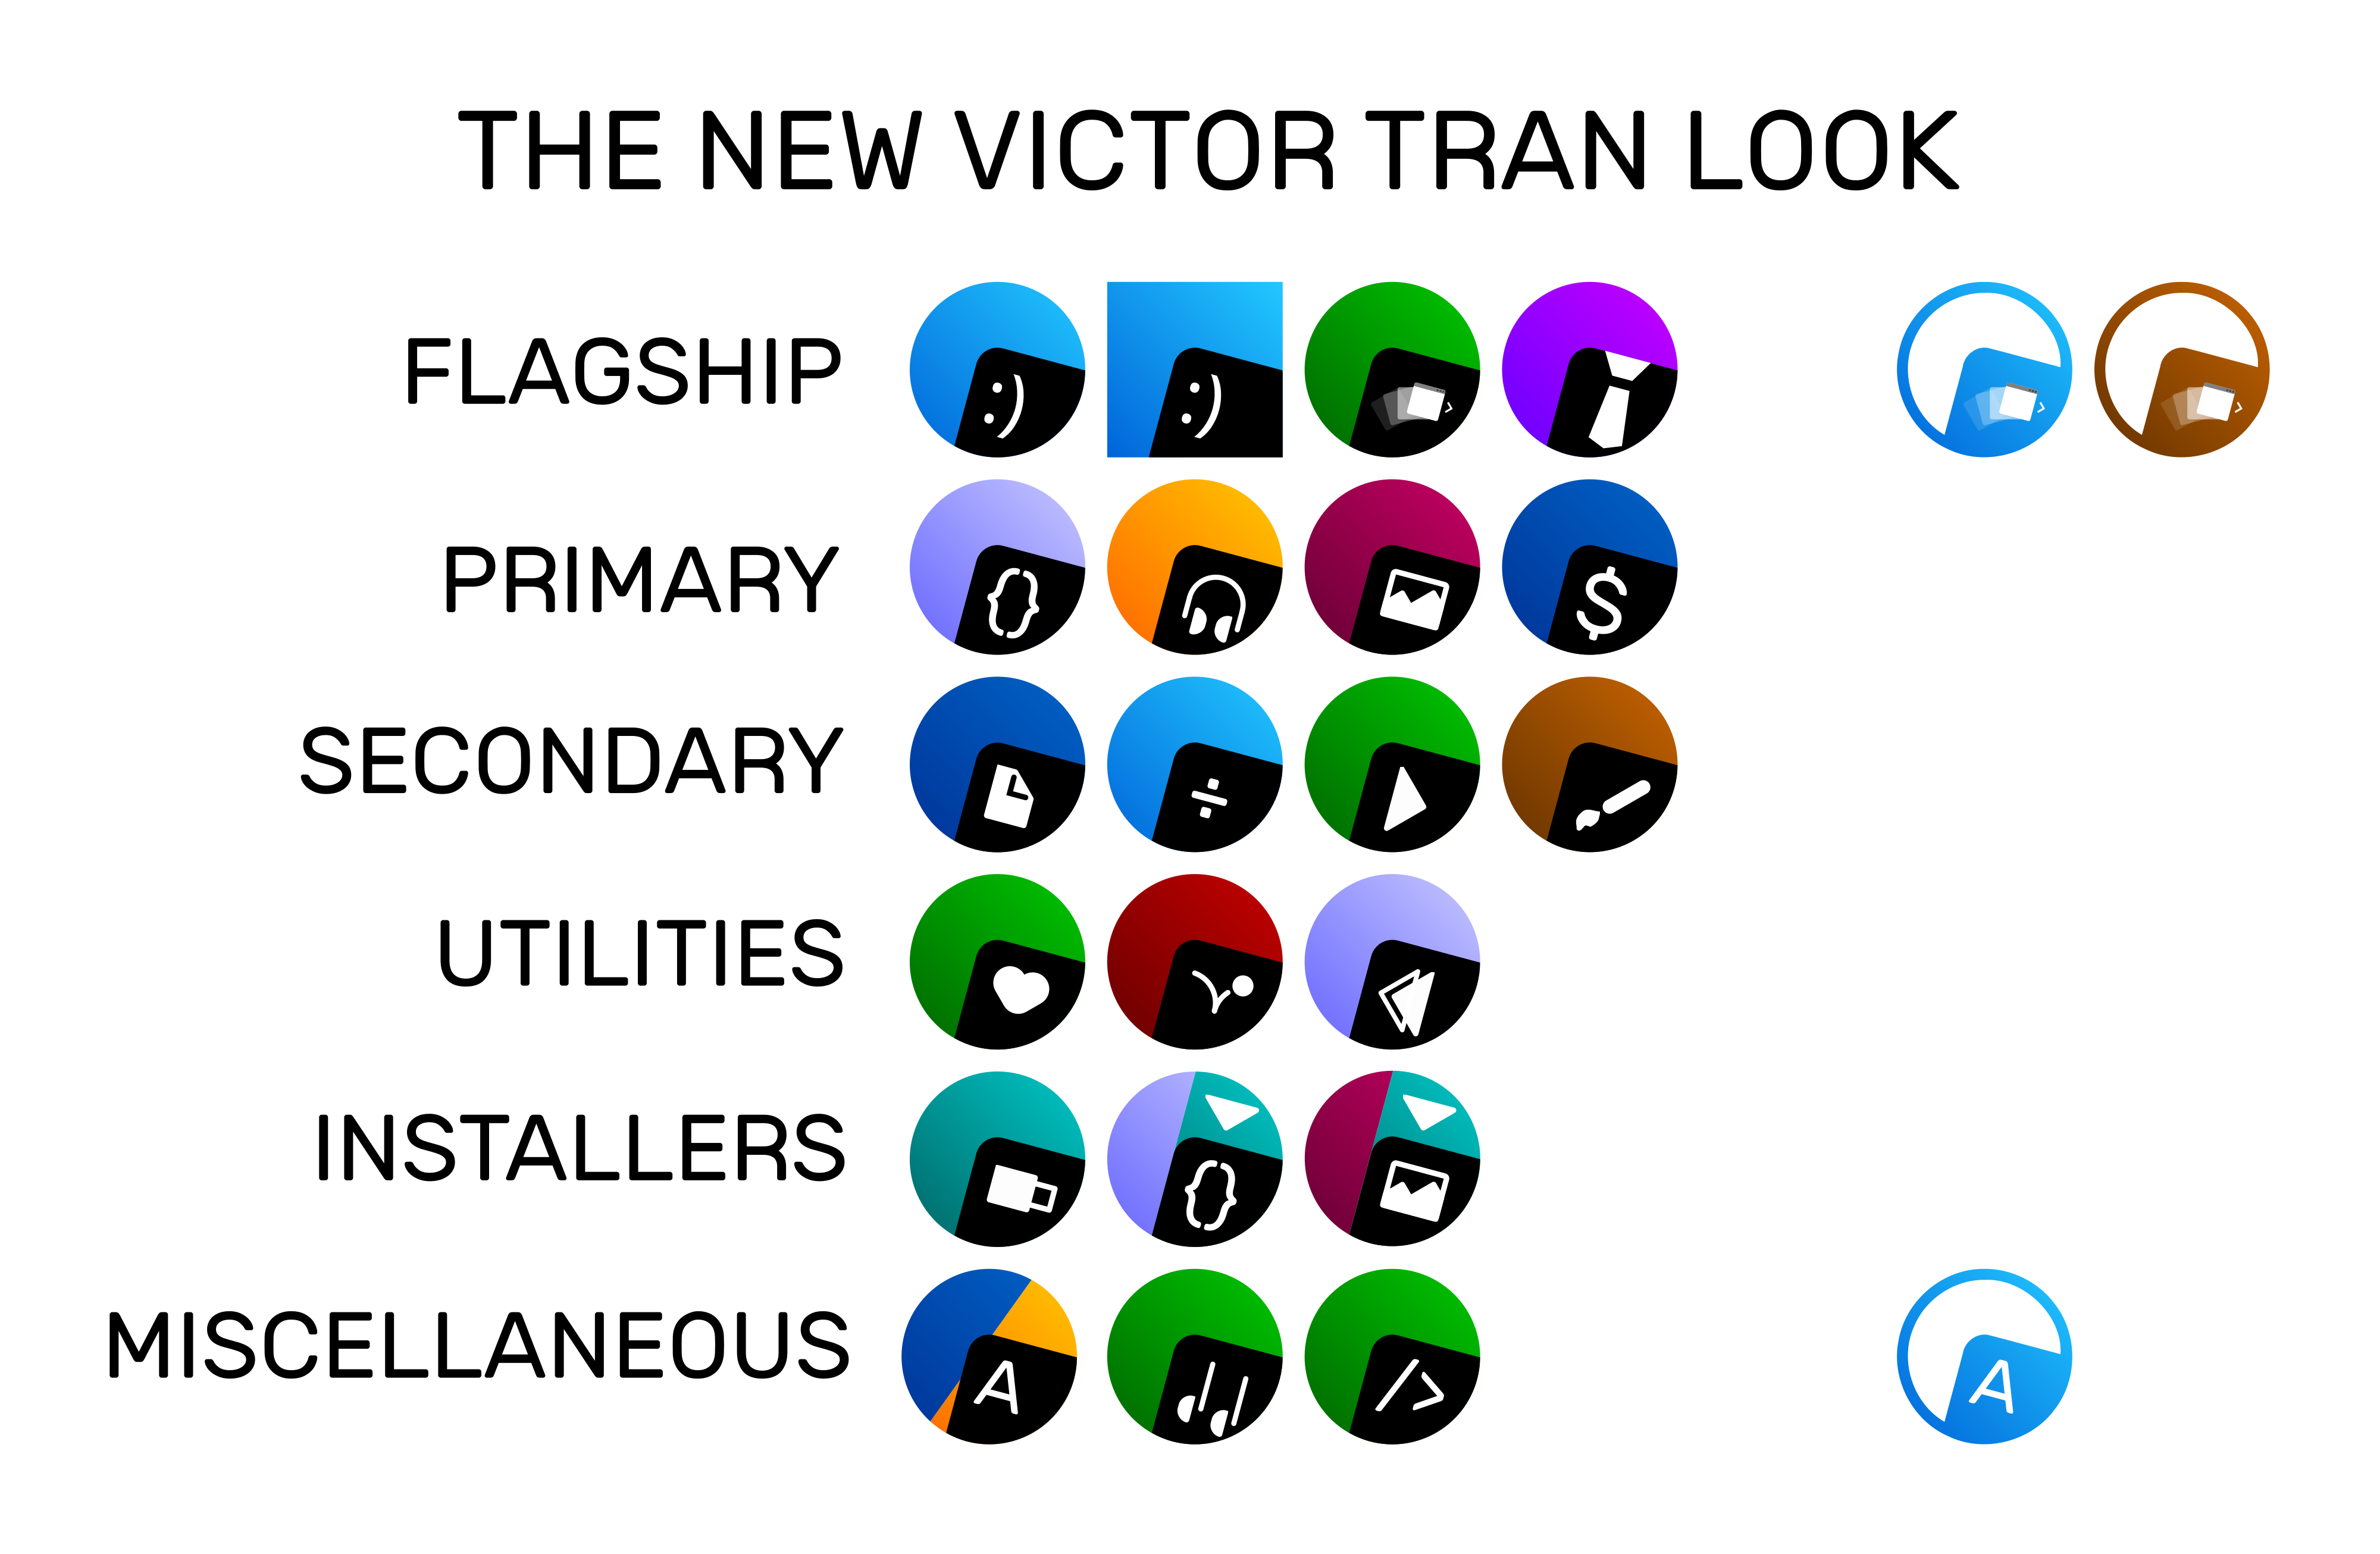 THE NEW VICTOR TRAN LOOK
FLAGSHIP
:) :)
PRIMARY
{} $
SECONDARY
÷
UTILITIES
INSTALLERS
{}
MISCELLANEOUS
A /> A